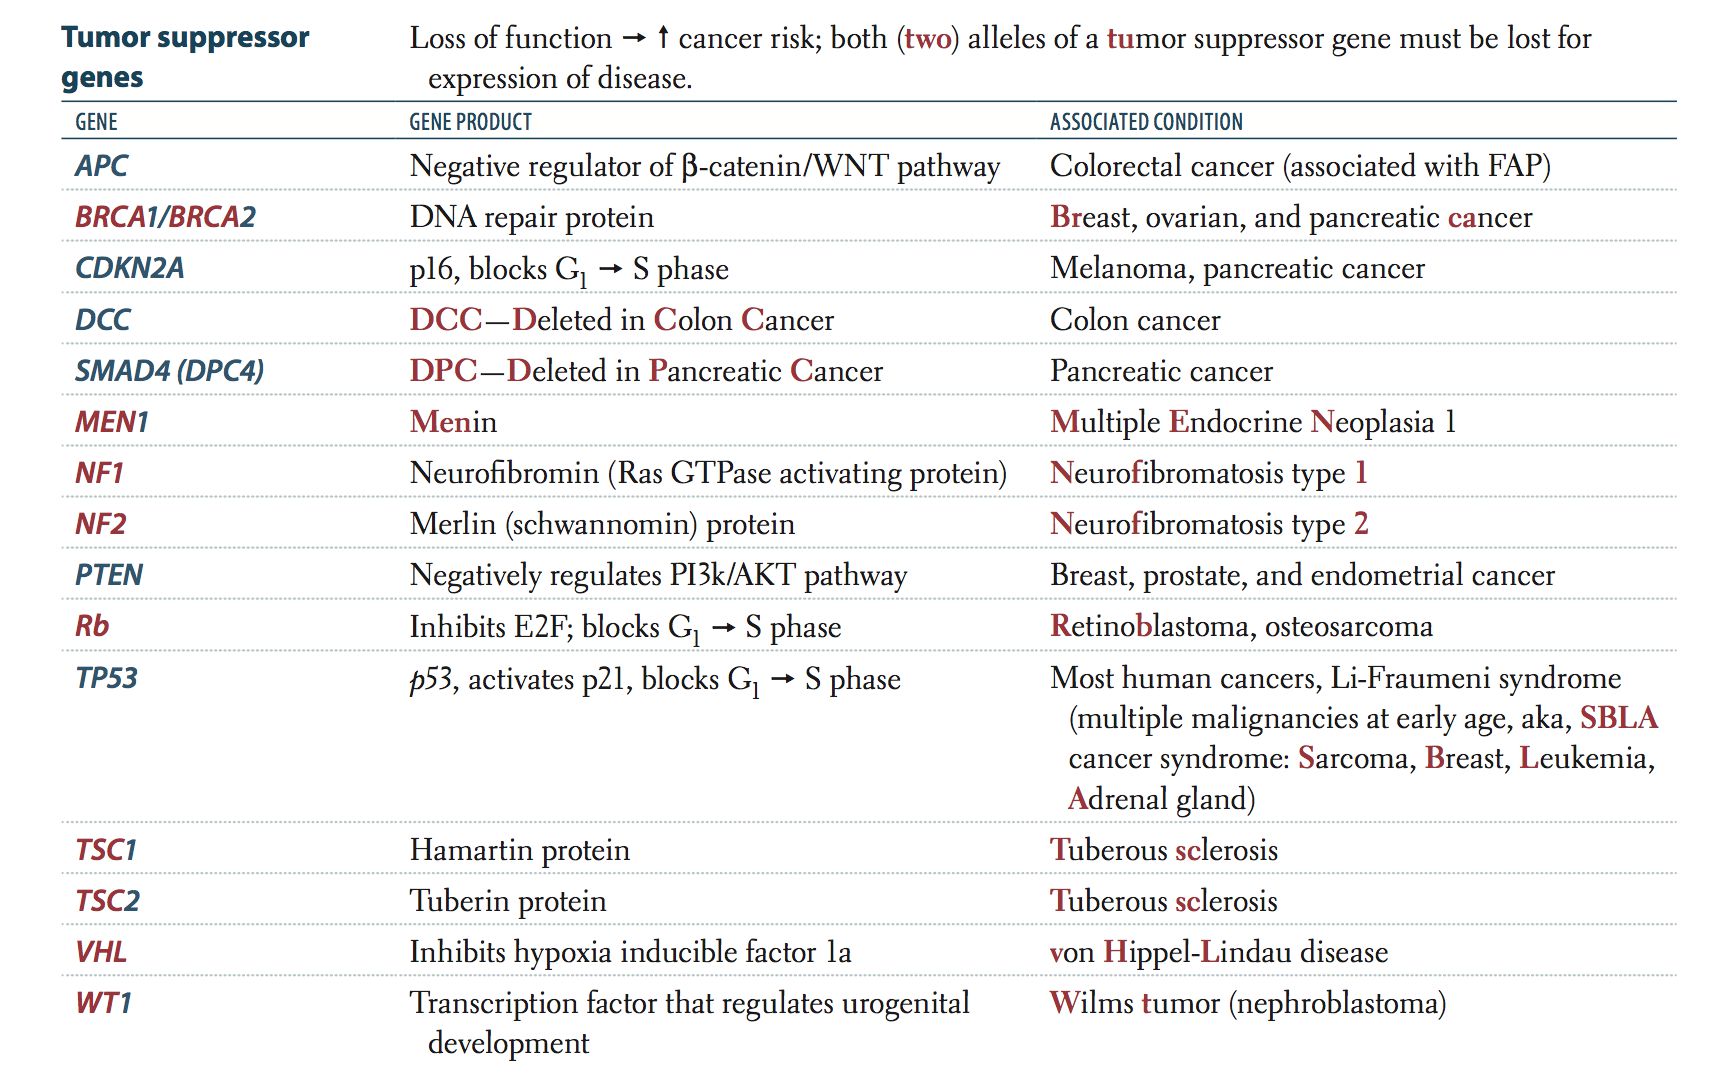 Tumor suppressor genes
Loss of function → ↑ cancer risk; both (two) alleles of a tumor suppressor gene must be lost for
expression of disease.
GENE GENE PRODUCT ASSOCIATED CONDITION
APC Negative regulator of β-catenin/WNT pathway Colorectal cancer (associated with FAP)
BRCA1/BRCA2 DNA repair protein Breast, ovarian, and pancreatic cancer
CDKN2A p16, blocks G1 → S phase Melanoma, pancreatic cancer
DCC DCC—Deleted in Colon Cancer Colon cancer
SMAD4 (DPC4) DPC—Deleted in Pancreatic Cancer Pancreatic cancer
MEN1 Menin Multiple Endocrine Neoplasia 1
NF1 Neurofibromin (Ras GTPase activating protein) Neurofibromatosis type 1
NF2 Merlin (schwannomin) protein Neurofibromatosis type 2
PTEN Negatively regulates PI3k/AKT pathway Breast, prostate, and endometrial cancer
Rb Inhibits E2F; blocks G1 → S phase Retinoblastoma, osteosarcoma
TP53 p53, activates p21, blocks G1 → S phase Most human cancers, Li-Fraumeni syndrome
(multiple malignancies at early age, aka, SBLA
cancer syndrome: Sarcoma, Breast, Leukemia,
Adrenal gland)
TSC1 Hamartin protein Tuberous sclerosis
TSC2 Tuberin protein Tuberous sclerosis
VHL Inhibits hypoxia inducible factor 1a von Hippel-Lindau disease
WT1 Transcription factor that regulates urogenital development Wilms tumor (nephroblastoma)